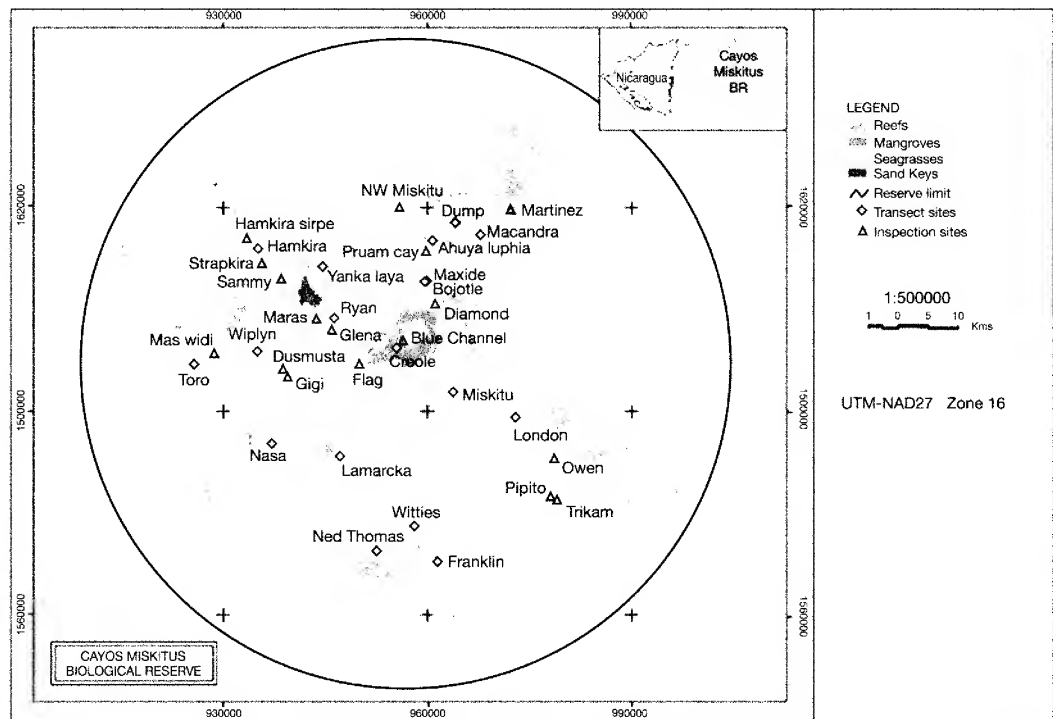 930000
960000
990000
Nicaragua
Cayos
Miskitus
BR
LEGEND
Reefs
Mangroves
Seagrasses
Sand Keys
Reserve limit
Transect sites
Inspection sites
1:500000
1 0 5 10 Kms
UTM-NAD27 Zone 16
1620000
1620000
NW Miskitu
Dump
Martinez
Macandra
Hamkira sirpe
Hamkira
Pruam cay
Ahuya luphia
Strapkira
Yanka laya
Sammy
Maxide
Bojotle
Diamond
Maras
Ryan
Glena
Blue Channel
Creole
Mas widi
Wiplyn
Toro
Dusmusta
Gigi
Flag
Miskitu
London
1500000
1500000
Nasa
Lamarcka
Owen
Pipito
Trikam
Witties
Ned Thomas
Franklin
1560000
1560000
CAYOS MISKITUS
BIOLOGICAL RESERVE
930000
960000
990000